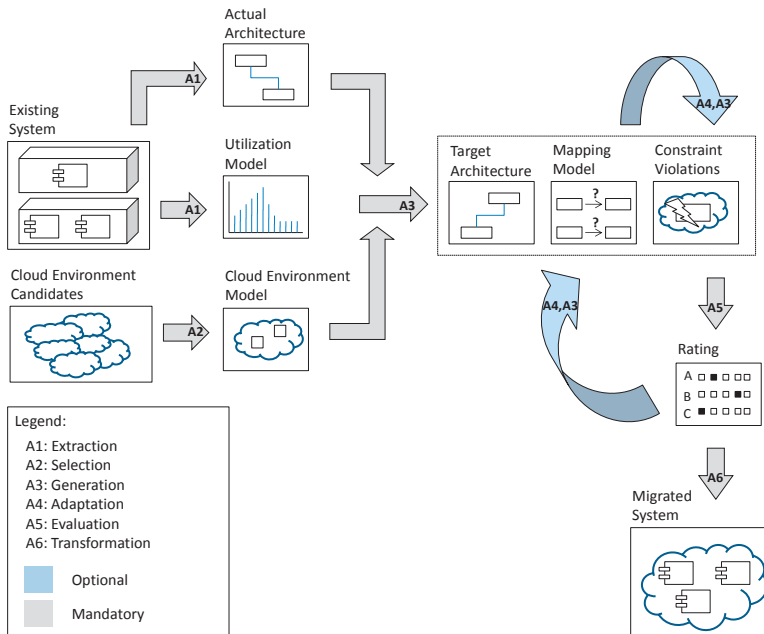 Actual
Architecture
A1
A4,A3
Existing
System
Utilization
Model
Target
Architecture
Mapping
Model
Constraint
Violations
?
?
A1
A3
Cloud Environment
Candidates
Cloud Environment
Model
A2
A4,A3
A5
Rating
A
B
C
Legend:
A1: Extraction
A2: Selection
A3: Generation
A4: Adaptation
A5: Evaluation
A6: Transformation
Optional
Mandatory
A6
Migrated
System